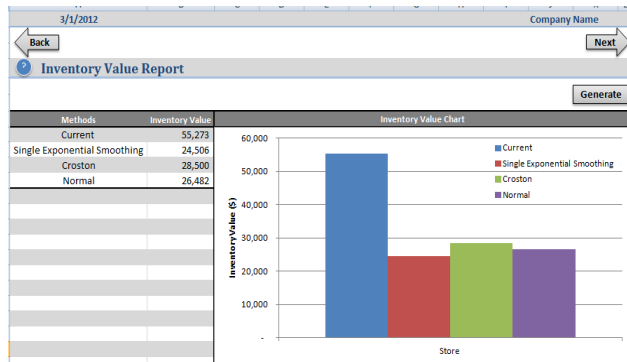 3/1/2012 Company Name
Back Next
? Inventory Value Report
Generate
Methods Inventory Value
Current 55,273
Single Exponential Smoothing 24,506
Croston 28,500
Normal 26,482
Inventory Value Chart
60,000
50,000
40,000
30,000
20,000
10,000
-
Inventory Value ($)
Current
Single Exponential Smoothing
Croston
Normal
Store